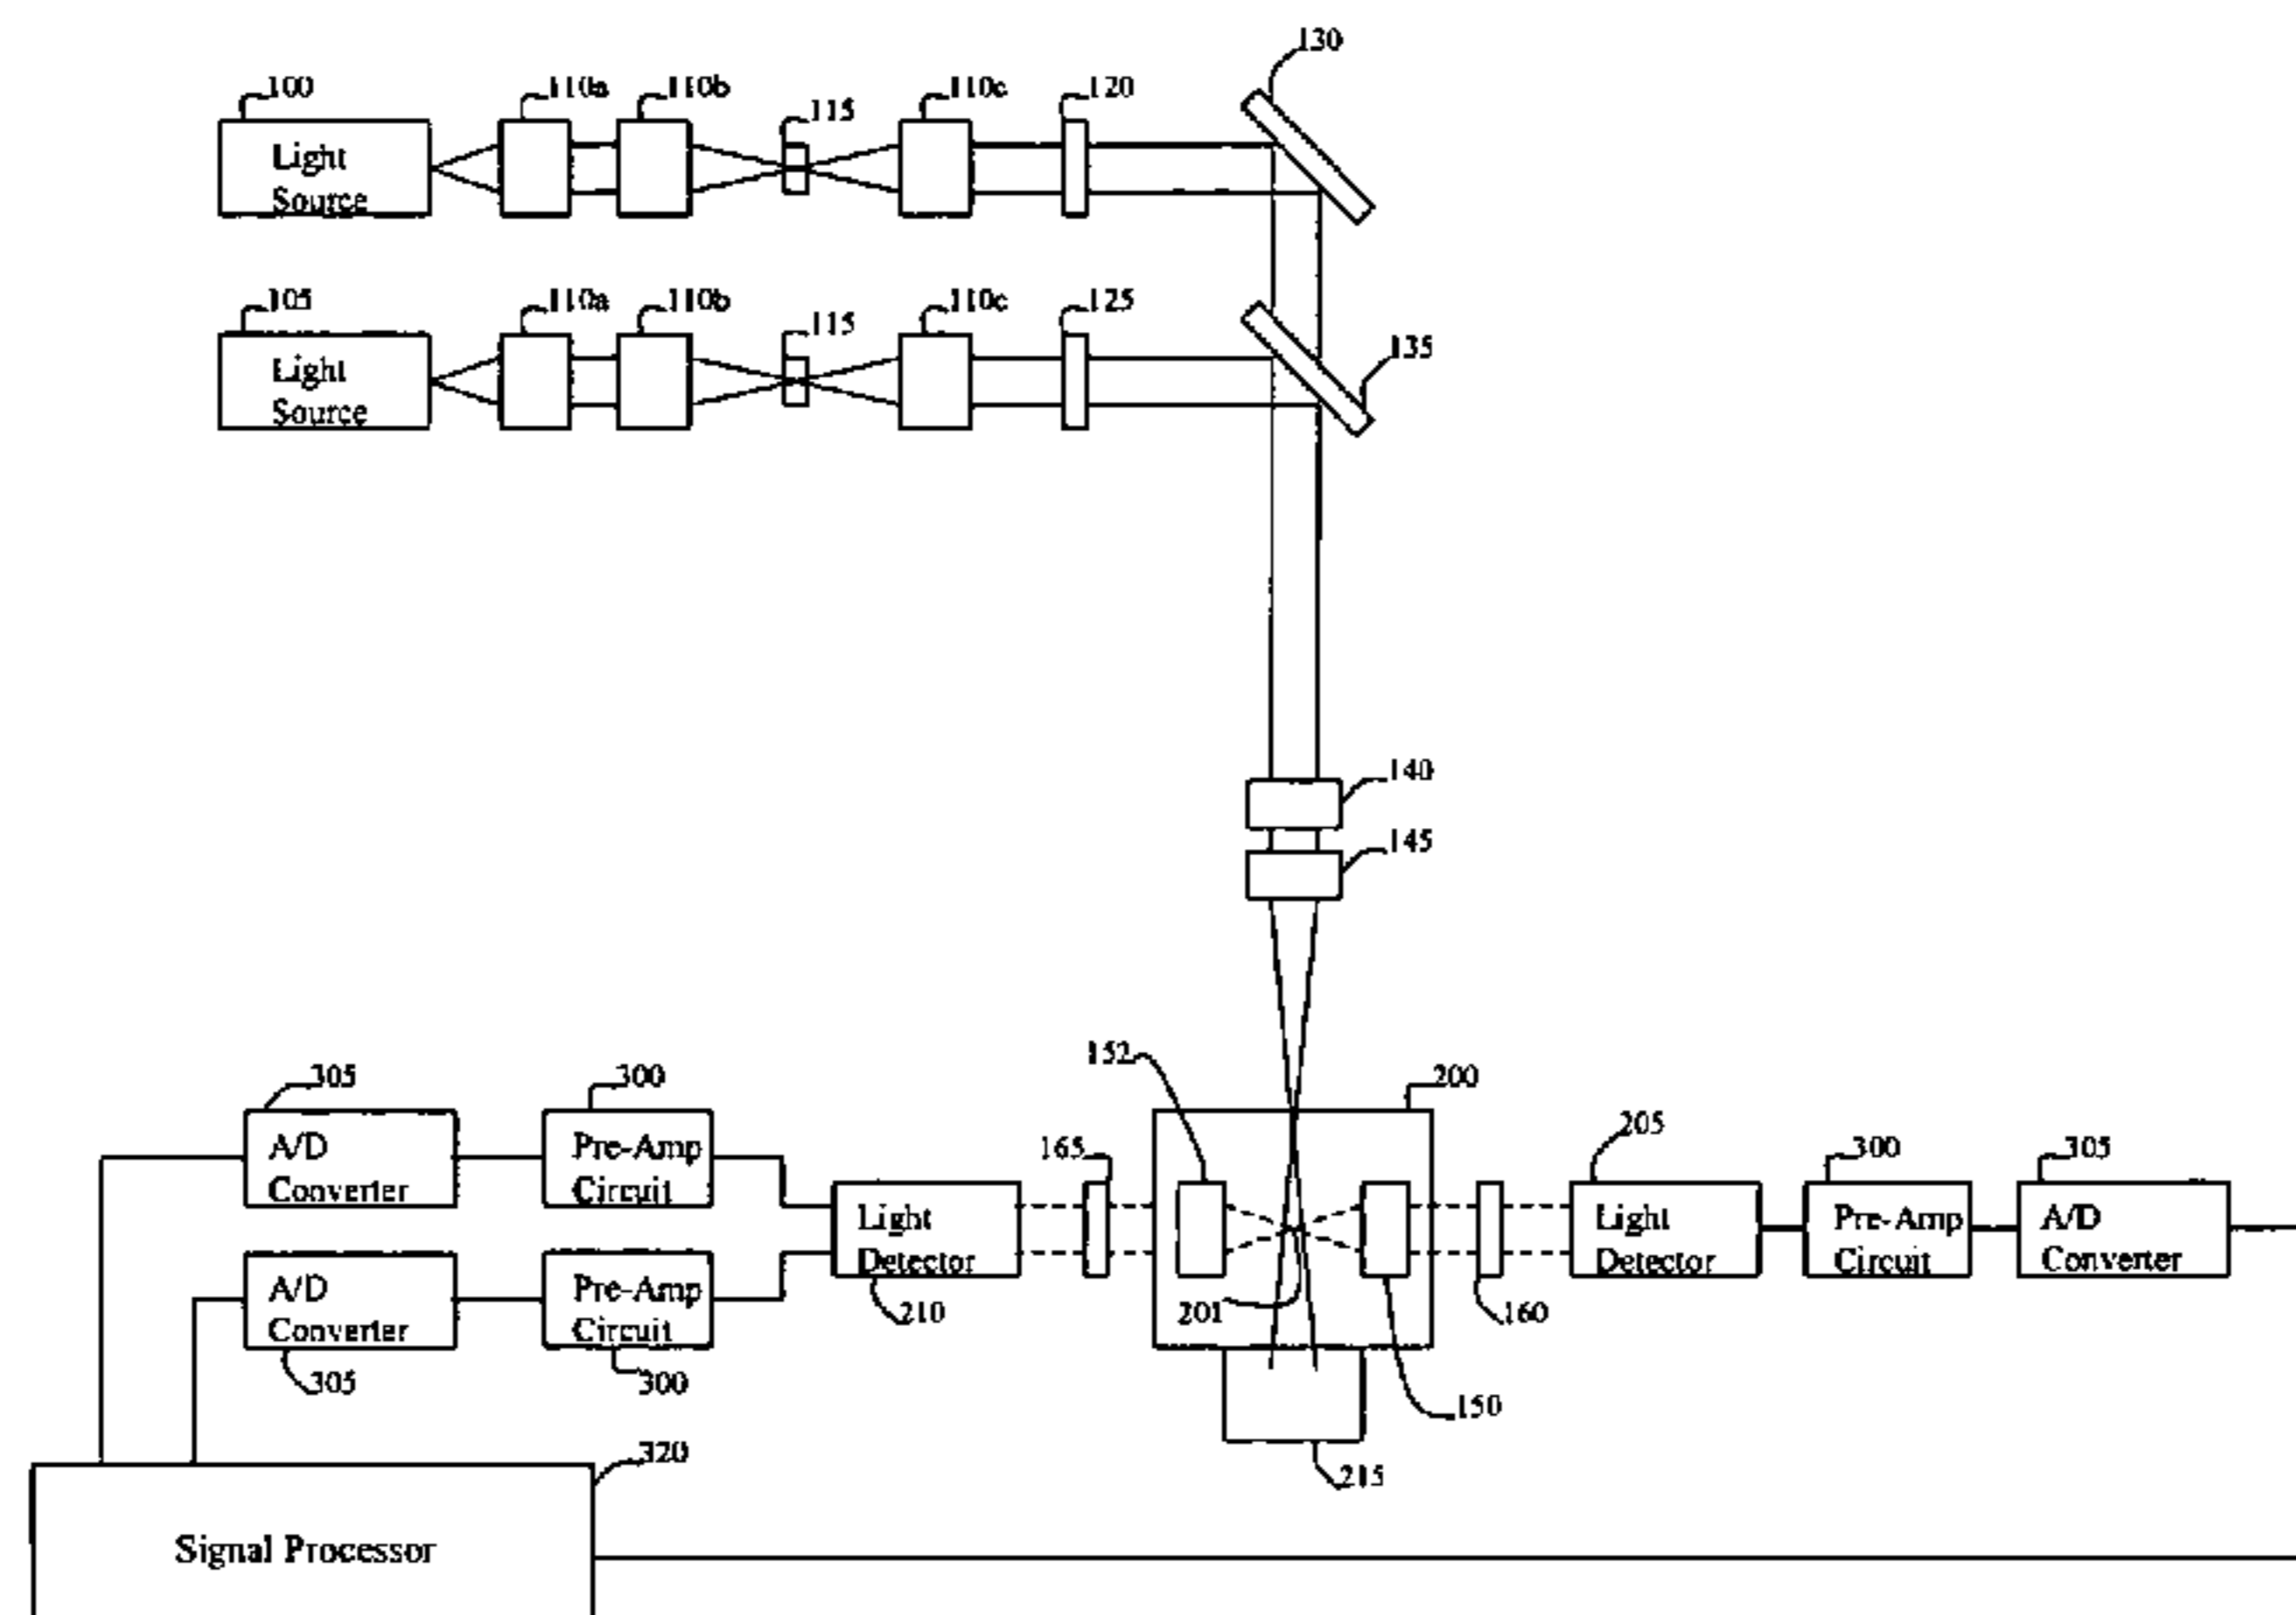 130
100
110a
110b
115
110c
120
Light
Source
105
110a
110b
115
110c
125
135
Light
Source
140
145
152
305
300
165
200
205
300
305
A/D
Converter
Pre-Amp
Circuit
Light
Detector
Light
Detector
Pre-Amp
Circuit
A/D
Converter
A/D
Converter
Pre-Amp
Circuit
210
201
160
305
300
150
320
215
Signal Processor